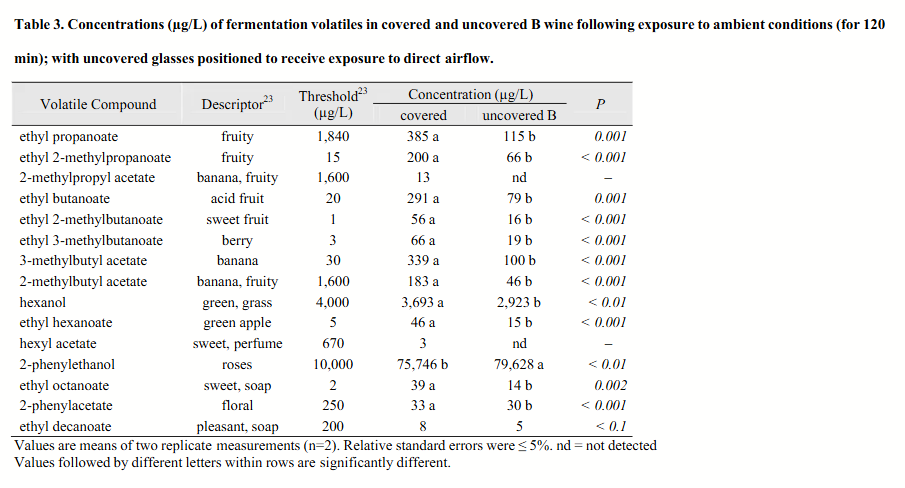 Table 3. Concentrations (µg/L) of fermentation volatiles in covered and uncovered B wine following exposure to ambient conditions (for 120
min); with uncovered glasses positioned to receive exposure to direct airflow.
Volatile Compound Descriptor23 Threshold23 (µg/L) Concentration (µg/L) P
covered uncovered B
ethyl propanoate fruity 1,840 385 a 115 b 0.001
ethyl 2-methylpropanoate fruity 15 200 a 66 b < 0.001
2-methylpropyl acetate banana, fruity 1,600 13 nd –
ethyl butanoate acid fruit 20 291 a 79 b 0.001
ethyl 2-methylbutanoate sweet fruit 1 56 a 16 b < 0.001
ethyl 3-methylbutanoate berry 3 66 a 19 b < 0.001
3-methylbutyl acetate banana 30 339 a 100 b < 0.001
2-methylbutyl acetate banana, fruity 1,600 183 a 46 b < 0.001
hexanol green, grass 4,000 3,693 a 2,923 b < 0.01
ethyl hexanoate green apple 5 46 a 15 b < 0.001
hexyl acetate sweet, perfume 670 3 nd –
2-phenylethanol roses 10,000 75,746 b 79,628 a < 0.01
ethyl octanoate sweet, soap 2 39 a 14 b 0.002
2-phenylacetate floral 250 33 a 30 b < 0.001
ethyl decanoate pleasant, soap 200 8 5 < 0.1
Values are means of two replicate measurements (n=2). Relative standard errors were ≤ 5%. nd = not detected
Values followed by different letters within rows are significantly different.